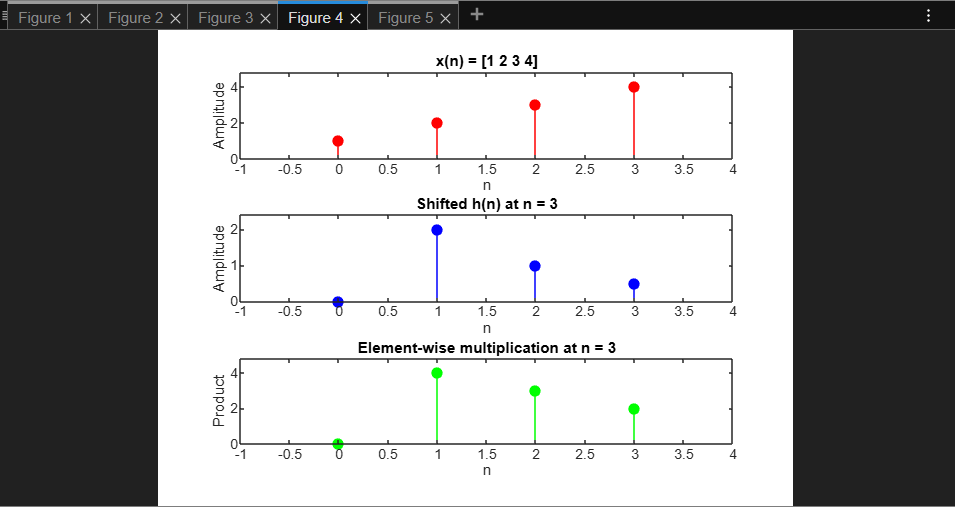 Figure 1 × Figure 2 × Figure 3 × Figure 4 × Figure 5 × +
x(n) = [1 2 3 4]
4
2
0
Amplitude
-1 -0.5 0 0.5 1 1.5 2 2.5 3 3.5 4
n
Shifted h(n) at n = 3
2
1
0
Amplitude
-1 -0.5 0 0.5 1 1.5 2 2.5 3 3.5 4
n
Element-wise multiplication at n = 3
4
2
0
Product
-1 -0.5 0 0.5 1 1.5 2 2.5 3 3.5 4
n